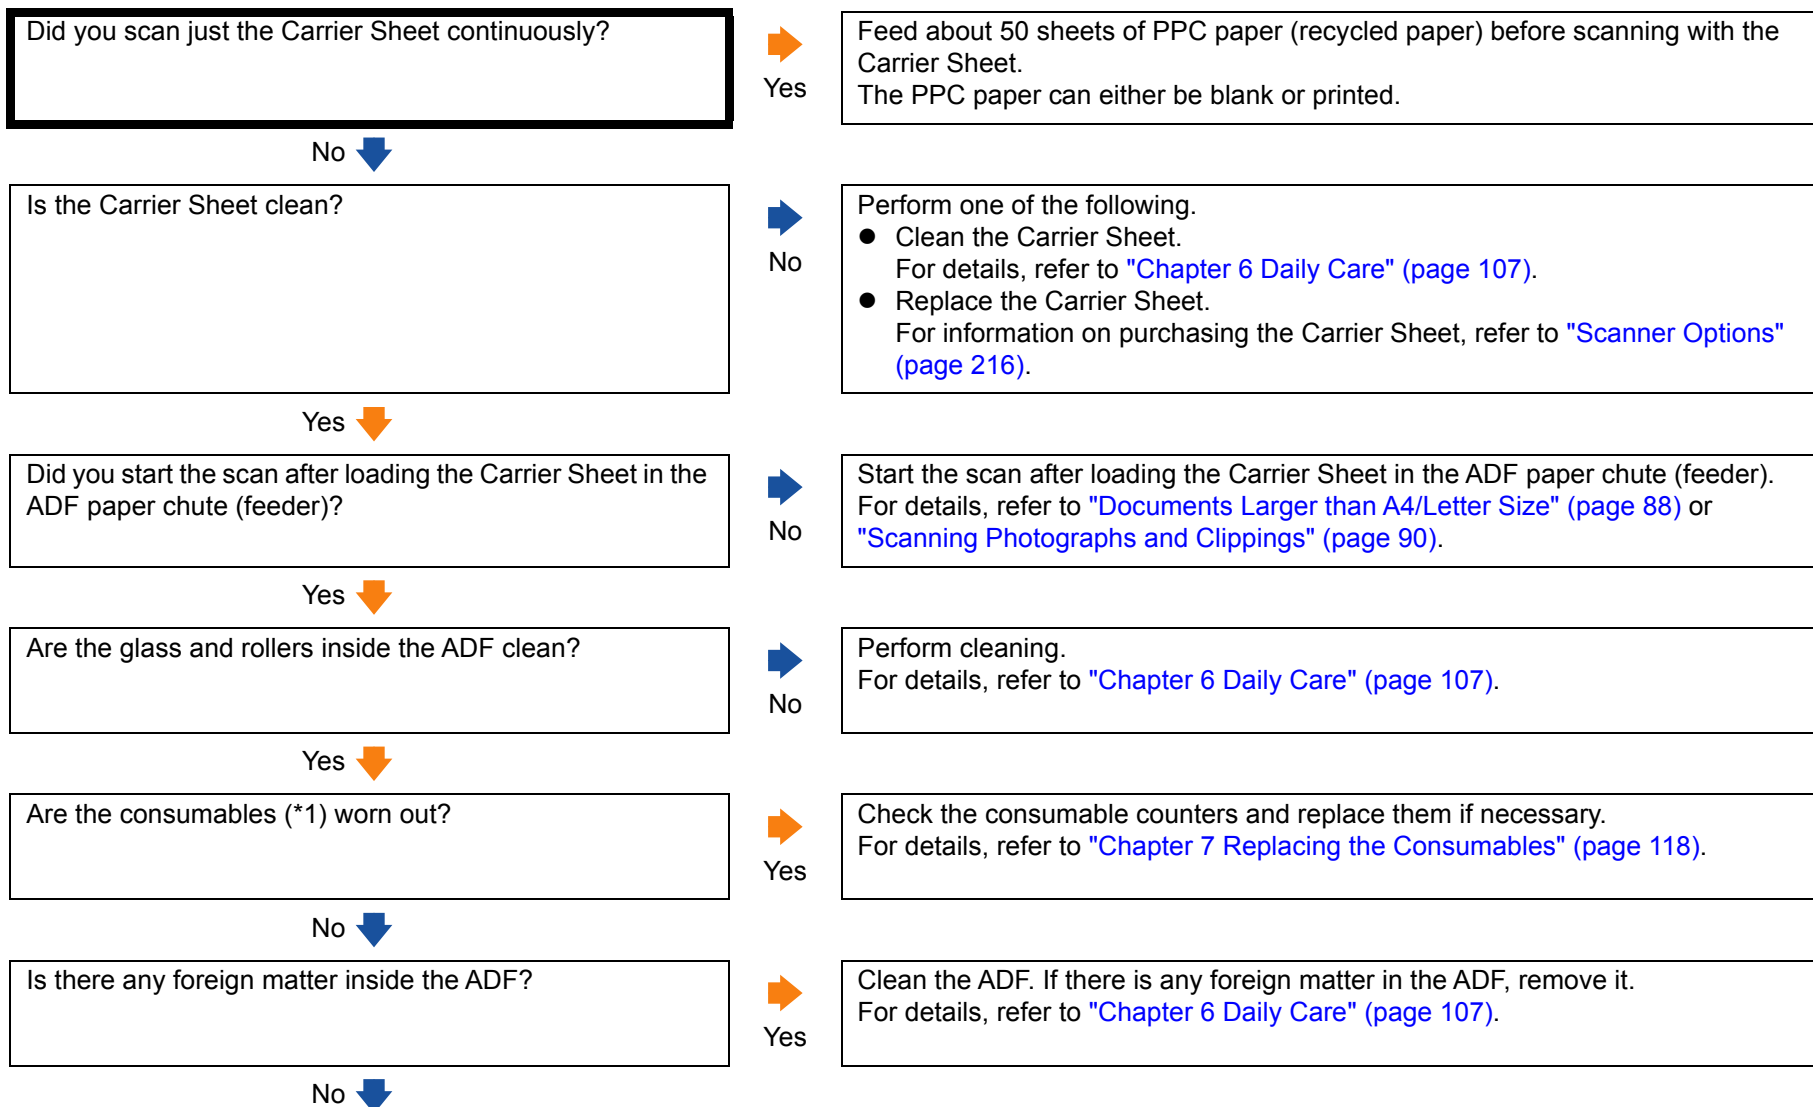 Did you scan just the Carrier Sheet continuously?
Yes
Feed about 50 sheets of PPC paper (recycled paper) before scanning with the
Carrier Sheet.
The PPC paper can either be blank or printed.
No
Is the Carrier Sheet clean?
No
Perform one of the following.
● Clean the Carrier Sheet.
For details, refer to "Chapter 6 Daily Care" (page 107).
● Replace the Carrier Sheet.
For information on purchasing the Carrier Sheet, refer to "Scanner Options"
(page 216).
Yes
Did you start the scan after loading the Carrier Sheet in the
ADF paper chute (feeder)?
No
Start the scan after loading the Carrier Sheet in the ADF paper chute (feeder).
For details, refer to "Documents Larger than A4/Letter Size" (page 88) or
"Scanning Photographs and Clippings" (page 90).
Yes
Are the glass and rollers inside the ADF clean?
No
Perform cleaning.
For details, refer to "Chapter 6 Daily Care" (page 107).
Yes
Are the consumables (*1) worn out?
Yes
Check the consumable counters and replace them if necessary.
For details, refer to "Chapter 7 Replacing the Consumables" (page 118).
No
Is there any foreign matter inside the ADF?
Yes
Clean the ADF. If there is any foreign matter in the ADF, remove it.
For details, refer to "Chapter 6 Daily Care" (page 107).
No